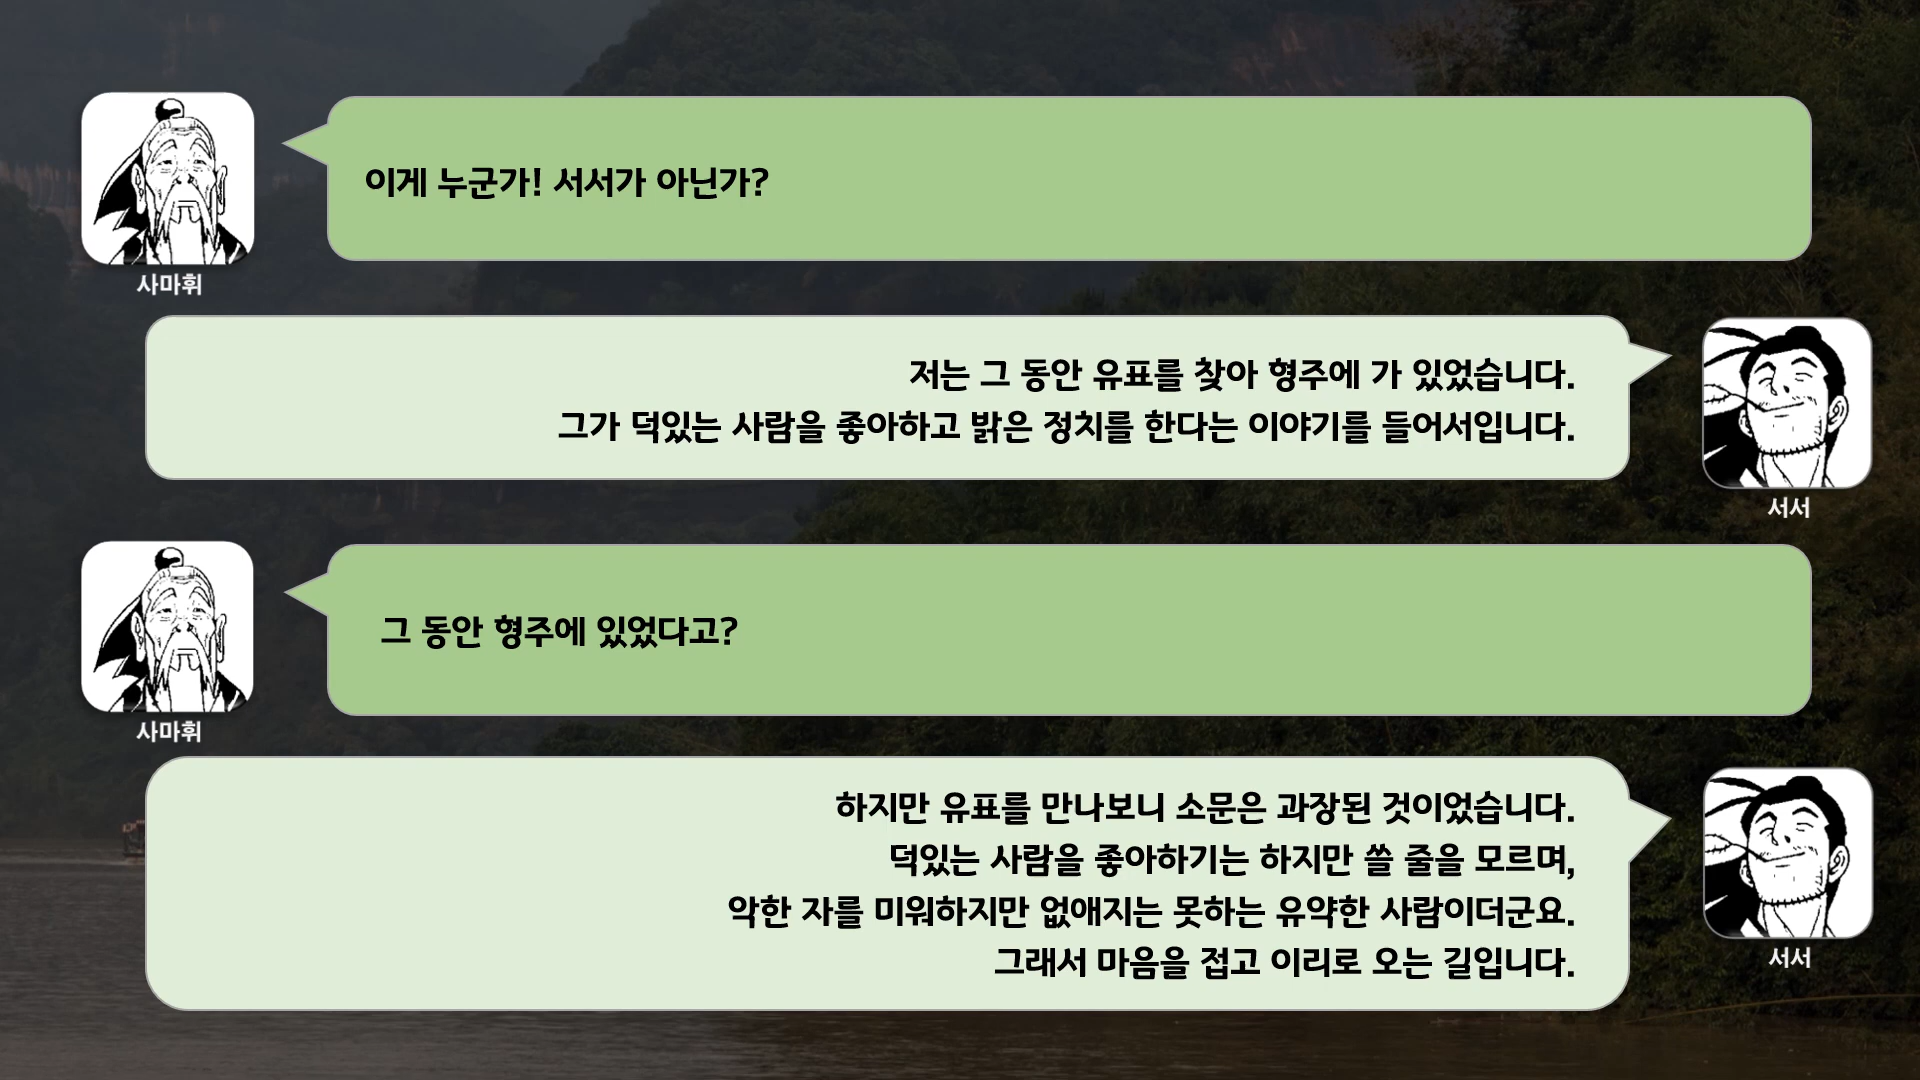 이게 누군가! 서서가 아닌가?
사마휘
저는 그 동안 유표를 찾아 형주에 가 있었습니다.
그가 덕있는 사람을 좋아하고 밝은 정치를 한다는 이야기를 들어서입니다.
서서
그 동안 형주에 있었다고?
사마휘
하지만 유표를 만나보니 소문은 과장된 것이었습니다.
덕있는 사람을 좋아하기는 하지만 쓸 줄을 모르며,
악한 자를 미워하지만 없애지는 못하는 유약한 사람이더군요.
그래서 마음을 접고 이리로 오는 길입니다.
서서